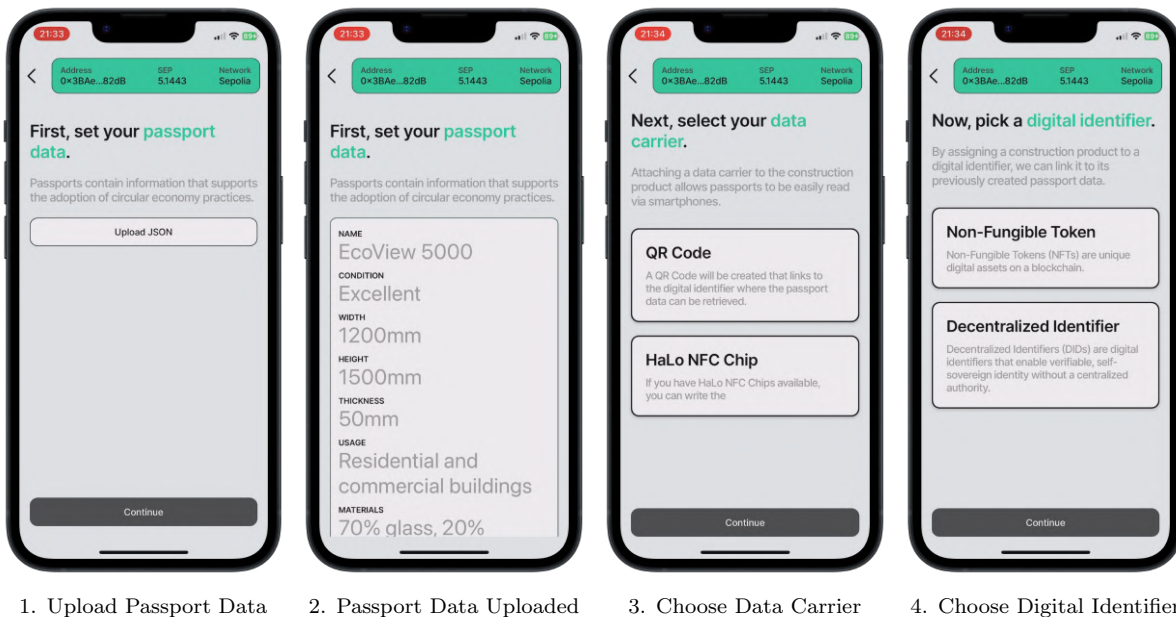 21:33
89+
Address
0×3BAe...82dB
SEP
5.1443
Network
Sepolia
First, set your passport
data.
Passports contain information that supports
the adoption of circular economy practices.
Upload JSON
Continue
1. Upload Passport Data
21:33
89+
Address
0×3BAe...82dB
SEP
5.1443
Network
Sepolia
First, set your passport
data.
Passports contain information that supports
the adoption of circular economy practices.
NAME
EcoView 5000
CONDITION
Excellent
WIDTH
1200mm
HEIGHT
1500mm
THICKNESS
50mm
USAGE
Residential and
commercial buildings
MATERIALS
70% glass, 20%
2. Passport Data Uploaded
21:34
89+
Address
0×3BAe...82dB
SEP
5.1443
Network
Sepolia
Next, select your data
carrier.
Attaching a data carrier to the construction
product allows passports to be easily read
via smartphones.
QR Code
A QR Code will be created that links to
the digital identifier where the passport
data can be retrieved.
HaLo NFC Chip
If you have HaLo NFC Chips available,
you can write the
Continue
3. Choose Data Carrier
21:34
89+
Address
0×3BAe...82dB
SEP
5.1443
Network
Sepolia
Now, pick a digital identifier.
By assigning a construction product to a
digital identifier, we can link it to its
previously created passport data.
Non-Fungible Token
Non-Fungible Tokens (NFTs) are unique
digital assets on a blockchain.
Decentralized Identifier
Decentralized Identifiers (DIDs) are digital
identifiers that enable verifiable, self-
sovereign identity without a centralized
authority.
Continue
4. Choose Digital Identifier